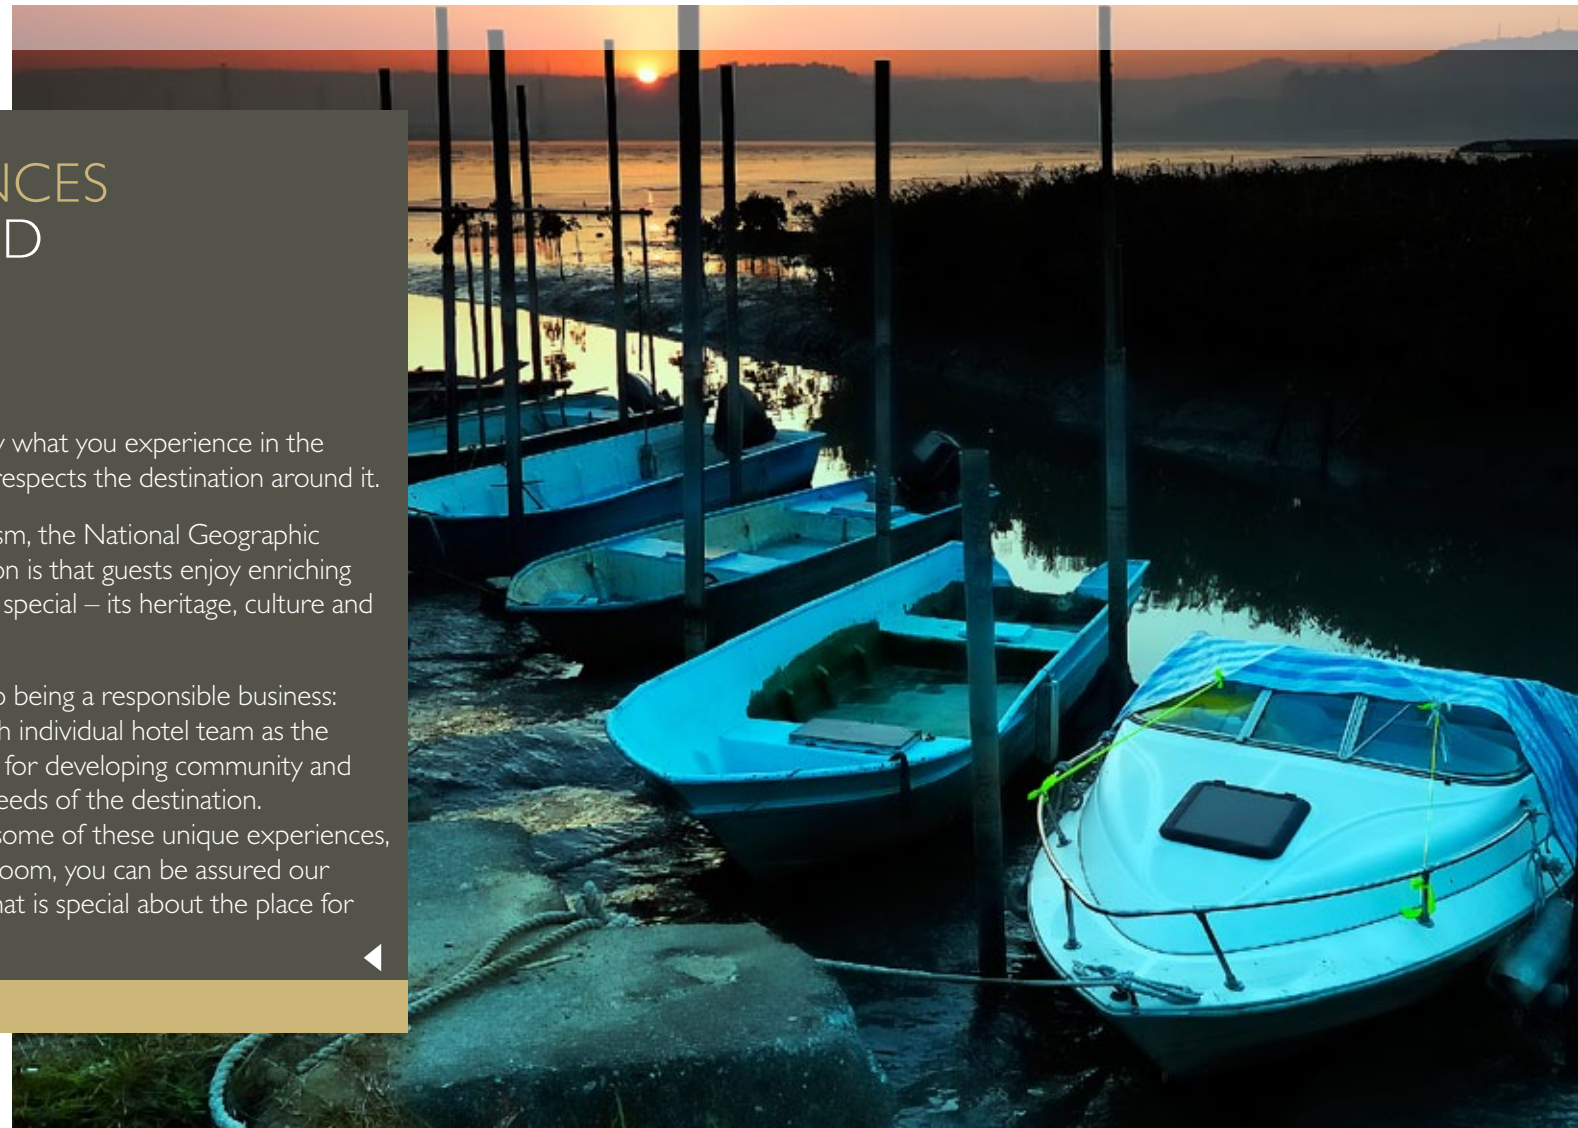 NCES
D
what you experience in the
respects the destination around it.
sm, the National Geographic
on is that guests enjoy enriching
special – its heritage, culture and
being a responsible business:
h individual hotel team as the
for developing community and
eeds of the destination.
some of these unique experiences,
oom, you can be assured our
hat is special about the place for